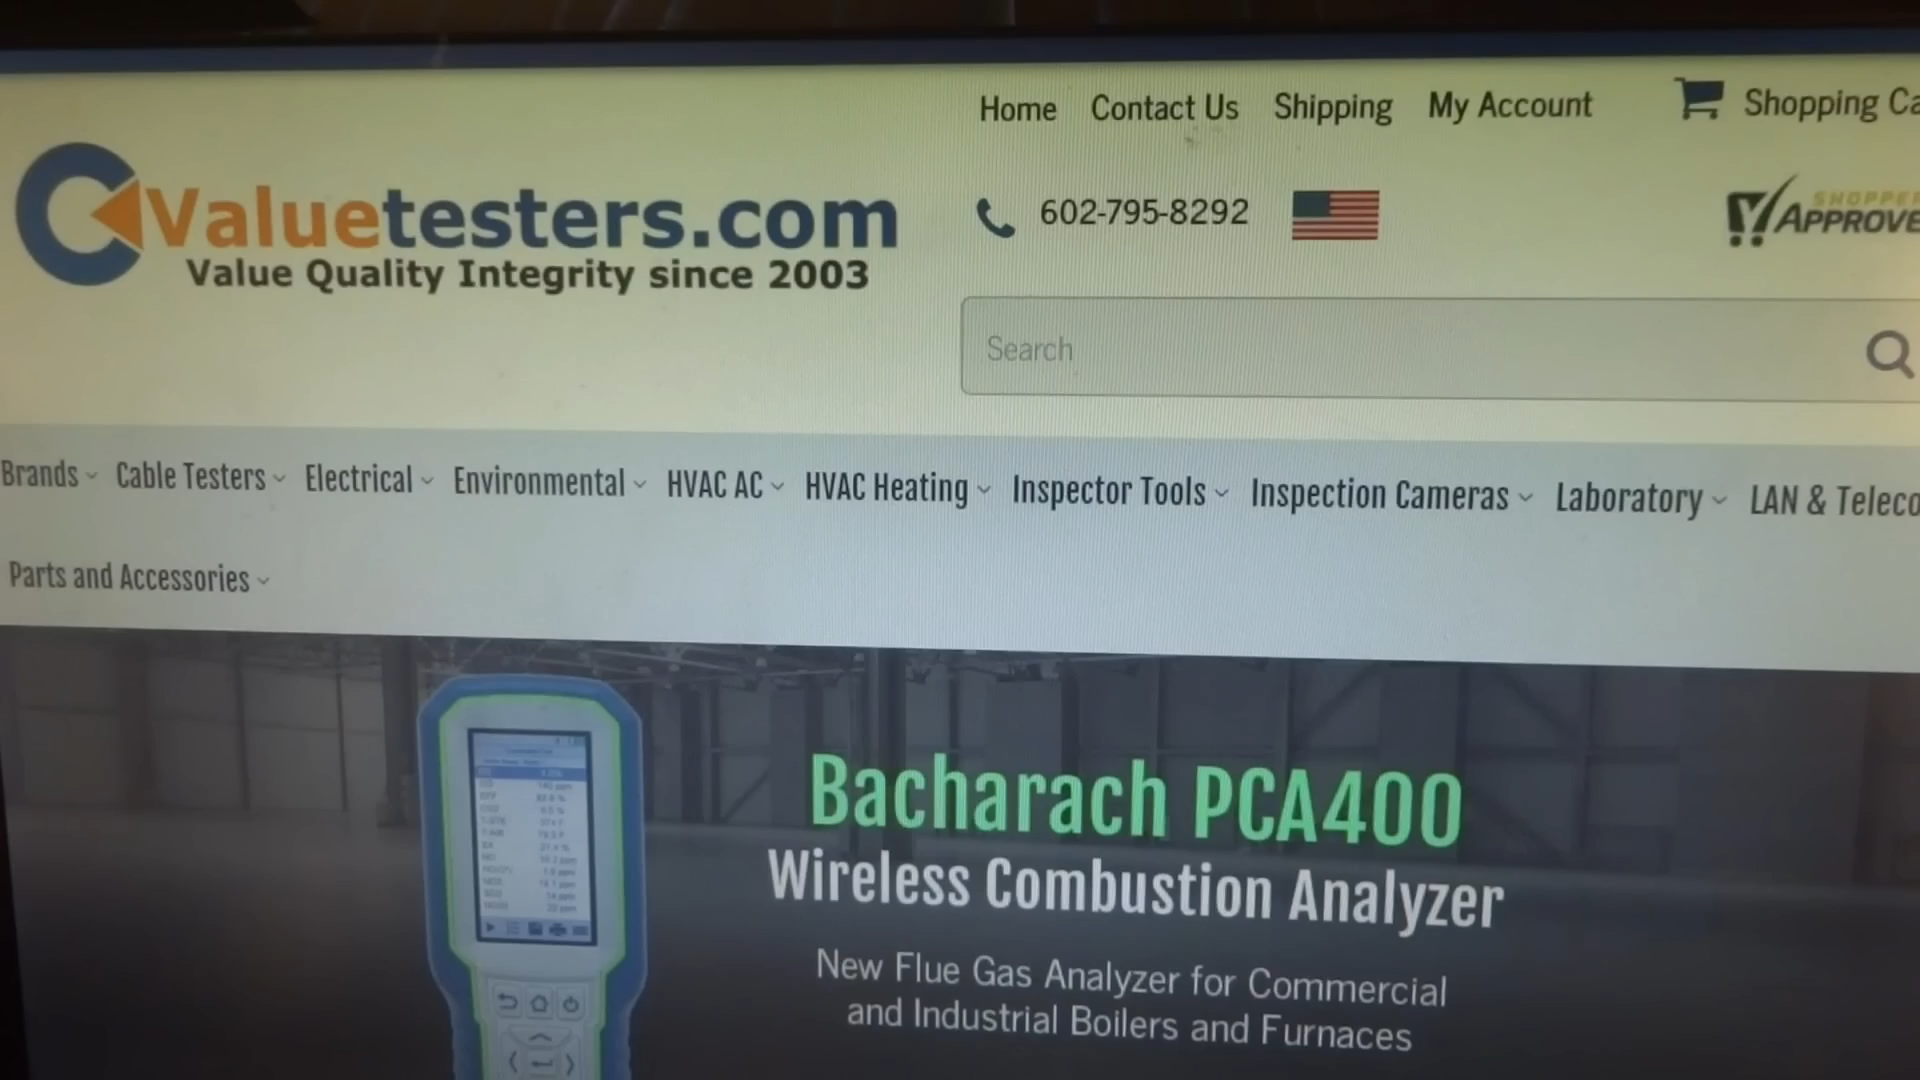 Home Contact Us Shipping My Account Shopping
Valuetesters.com
Value Quality Integrity since 2003
602-795-8292
SHOPPER
APPROVE
Search
Brands Cable Testers Electrical Environmental HVAC AC HVAC Heating Inspector Tools Inspection Cameras Laboratory LAN & Teleco
Parts and Accessories
Bacharach PCA400
Wireless Combustion Analyzer
New Flue Gas Analyzer for Commercial
and Industrial Boilers and Furnaces